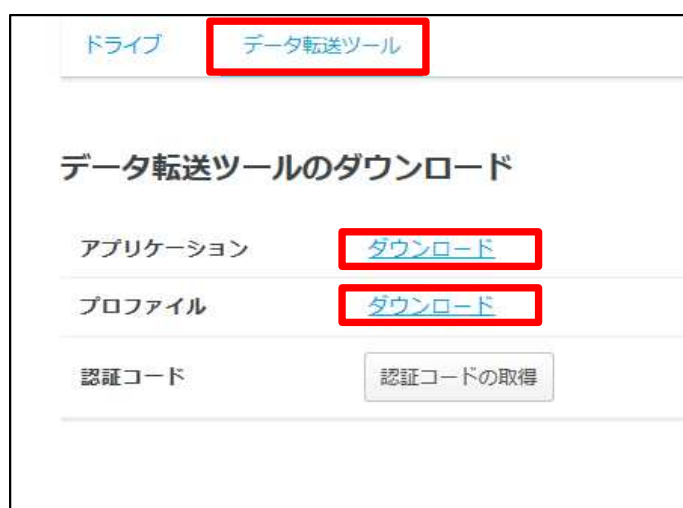 ドライブ データ転送ツール
データ転送ツールのダウンロード
アプリケーション ダウンロード
プロファイル ダウンロード
認証コード 認証コードの取得